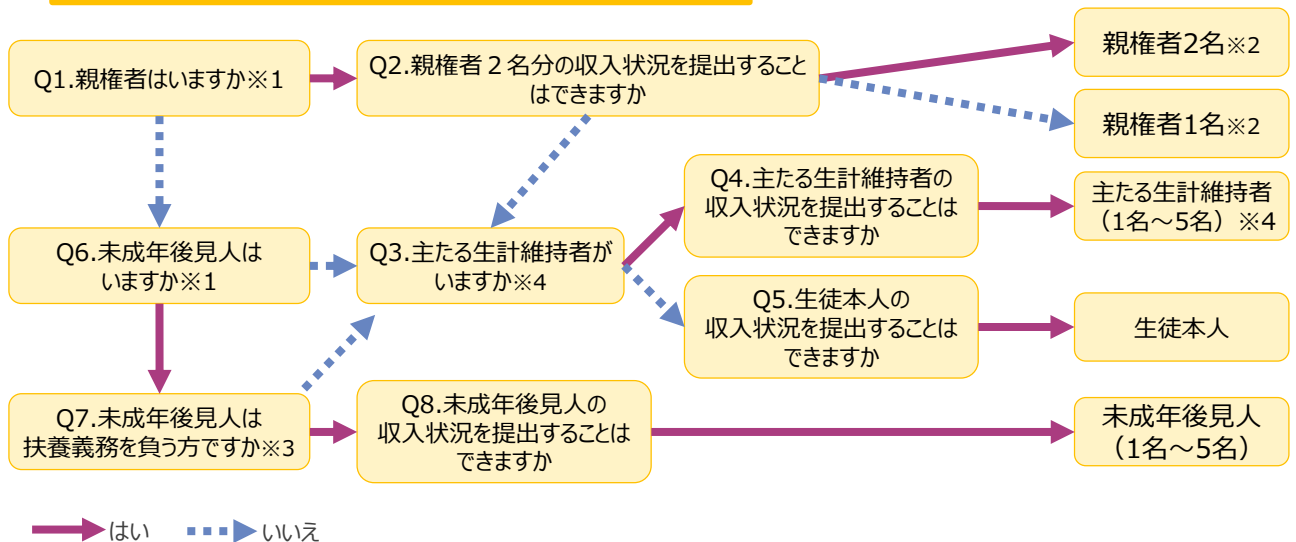 Q1.親権者はいますか※1
Q2.親権者２名分の収入状況を提出すること
はできますか
親権者2名※2
親権者1名※2
Q4.主たる生計維持者の
収入状況を提出することは
できますか
主たる生計維持者
（1名～5名）※4
Q6.未成年後見人は
いますか※1
Q3.主たる生計維持者が
いますか※4
Q5.生徒本人の
収入状況を提出することは
できますか
生徒本人
Q7.未成年後見人は
扶養義務を負う方ですか※3
Q8.未成年後見人の
収入状況を提出することは
できますか
未成年後見人
（1名～5名）
はい
いいえ